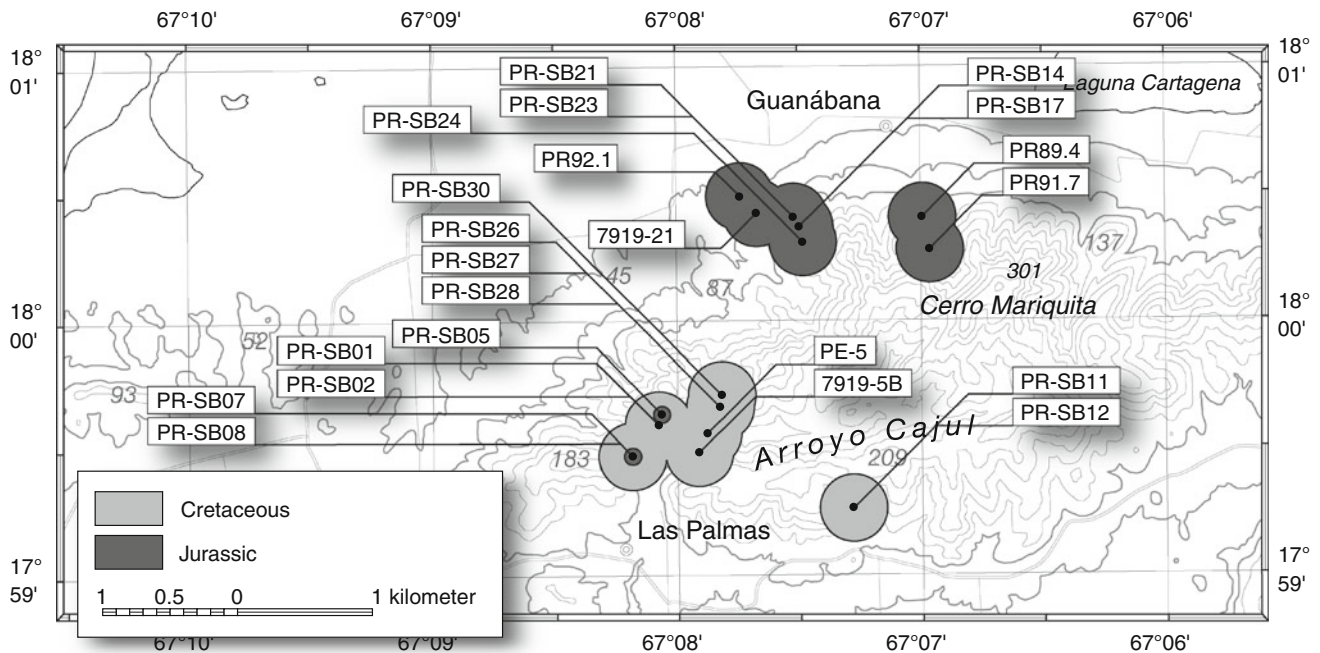 67°10' 67°09' 67°08' 67°07' 67°06'
18° 01'
18° 01'
PR-SB21
PR-SB23
PR-SB24
PR92.1
Guanábana
PR-SB14
PR-SB17
Laguna Cartagena
PR89.4
PR91.7
PR-SB30
PR-SB26
PR-SB27
PR-SB28
7919-21
45
87
137
301
Cerro Mariquita
18° 00'
18° 00'
52
93
PR-SB05
PR-SB01
PR-SB02
PR-SB07
PR-SB08
PE-5
7919-5B
PR-SB11
PR-SB12
Arroyo Cajul
183
209
Las Palmas
Cretaceous
Jurassic
1 0.5 0 1 kilometer
17° 59'
17° 59'
67°10' 67°09' 67°08' 67°07' 67°06'